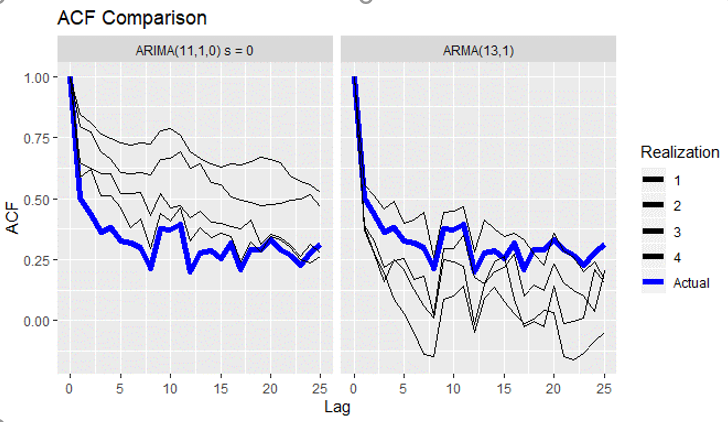 ACF Comparison
ARIMA(11,1,0) s = 0
ARMA(13,1)
1.00
0.75
0.50
0.25
0.00
ACF
0 5 10 15 20 25
0 5 10 15 20 25
Lag
Realization
1
2
3
4
Actual